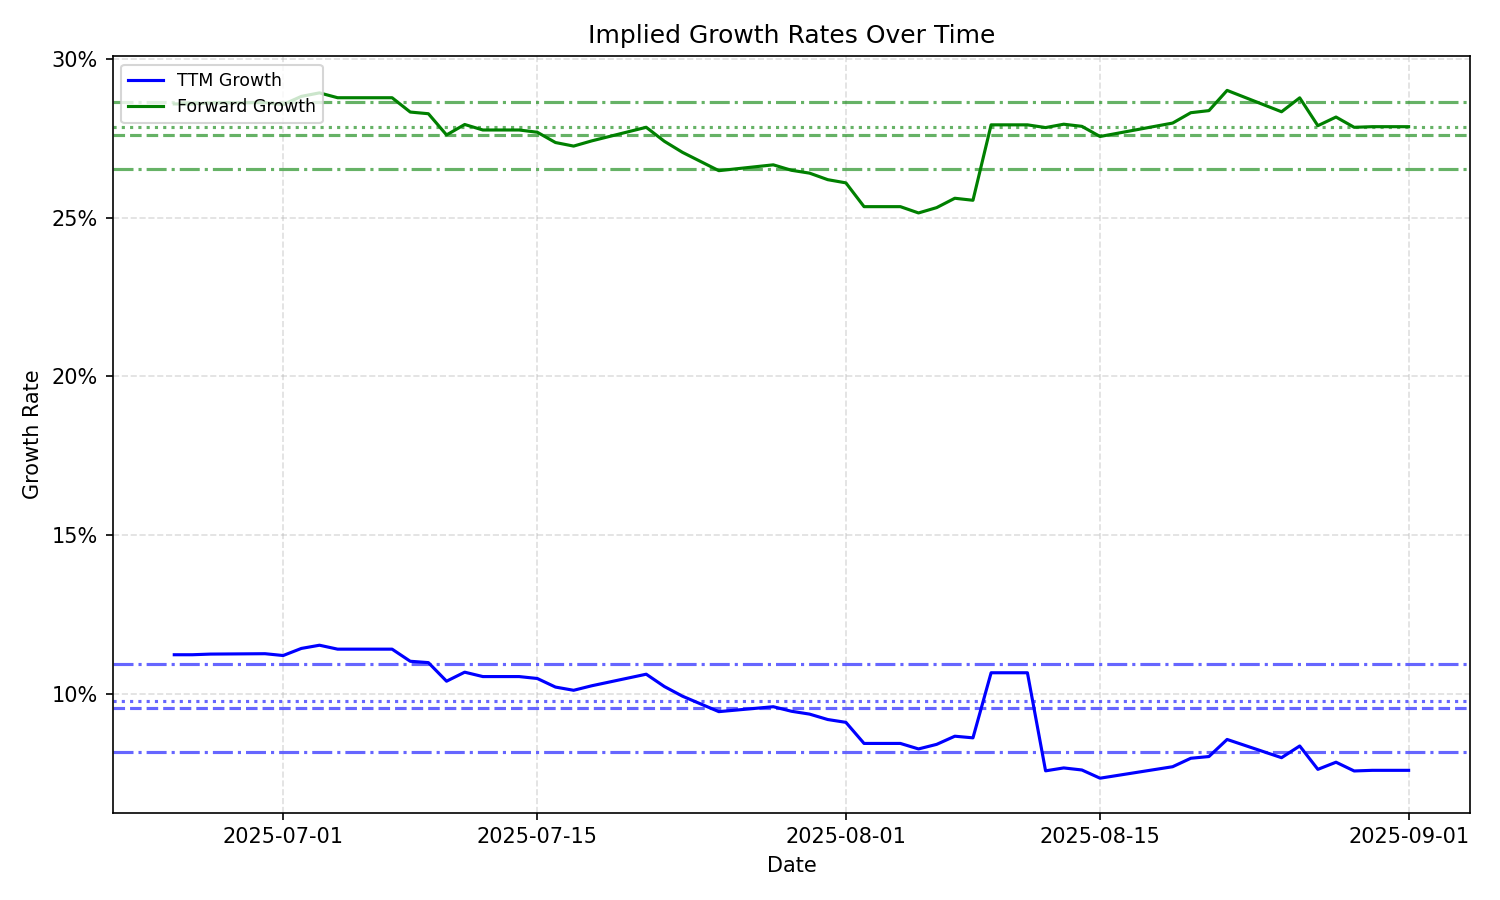 Implied Growth Rates Over Time
TTM Growth
Forward Growth
30%
25%
20%
15%
10%
Growth Rate
2025-07-01
2025-07-15
2025-08-01
2025-08-15
2025-09-01
Date